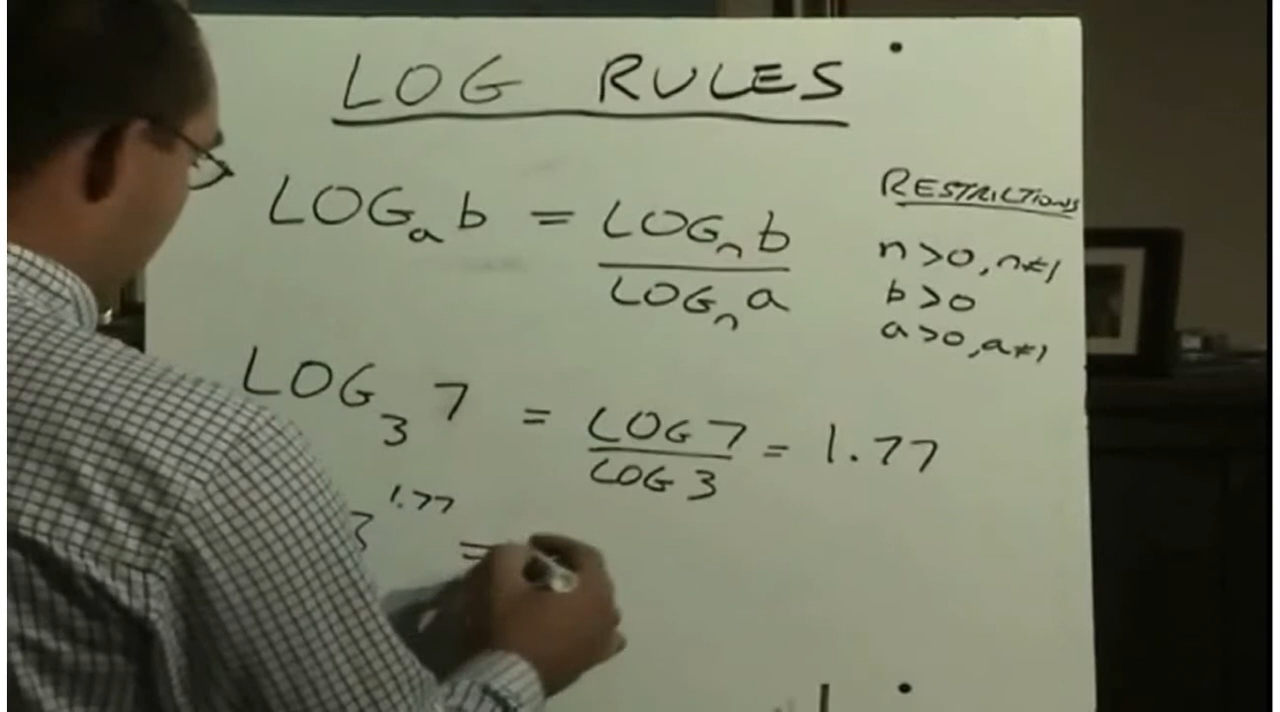 LOG RULES
LOGₐ b = LOGₙ b / LOGₙ a
RESTRICTIONS
n>0, n≠1
b>0
a>0, a≠1
LOG₃ 7 = LOG 7 / LOG 3 = 1.77
3^1.77 =